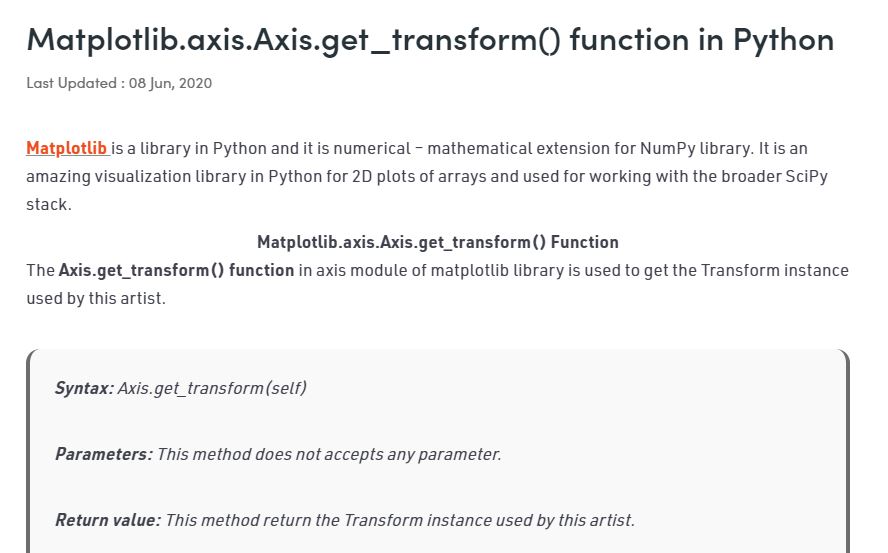 Matplotlib.axis.Axis.get_transform() function in Python
Last Updated : 08 Jun, 2020
Matplotlib is a library in Python and it is numerical – mathematical extension for NumPy library. It is an
amazing visualization library in Python for 2D plots of arrays and used for working with the broader SciPy
stack.
Matplotlib.axis.Axis.get_transform() Function
The Axis.get_transform() function in axis module of matplotlib library is used to get the Transform instance
used by this artist.
Syntax: Axis.get_transform(self)
Parameters: This method does not accepts any parameter.
Return value: This method return the Transform instance used by this artist.